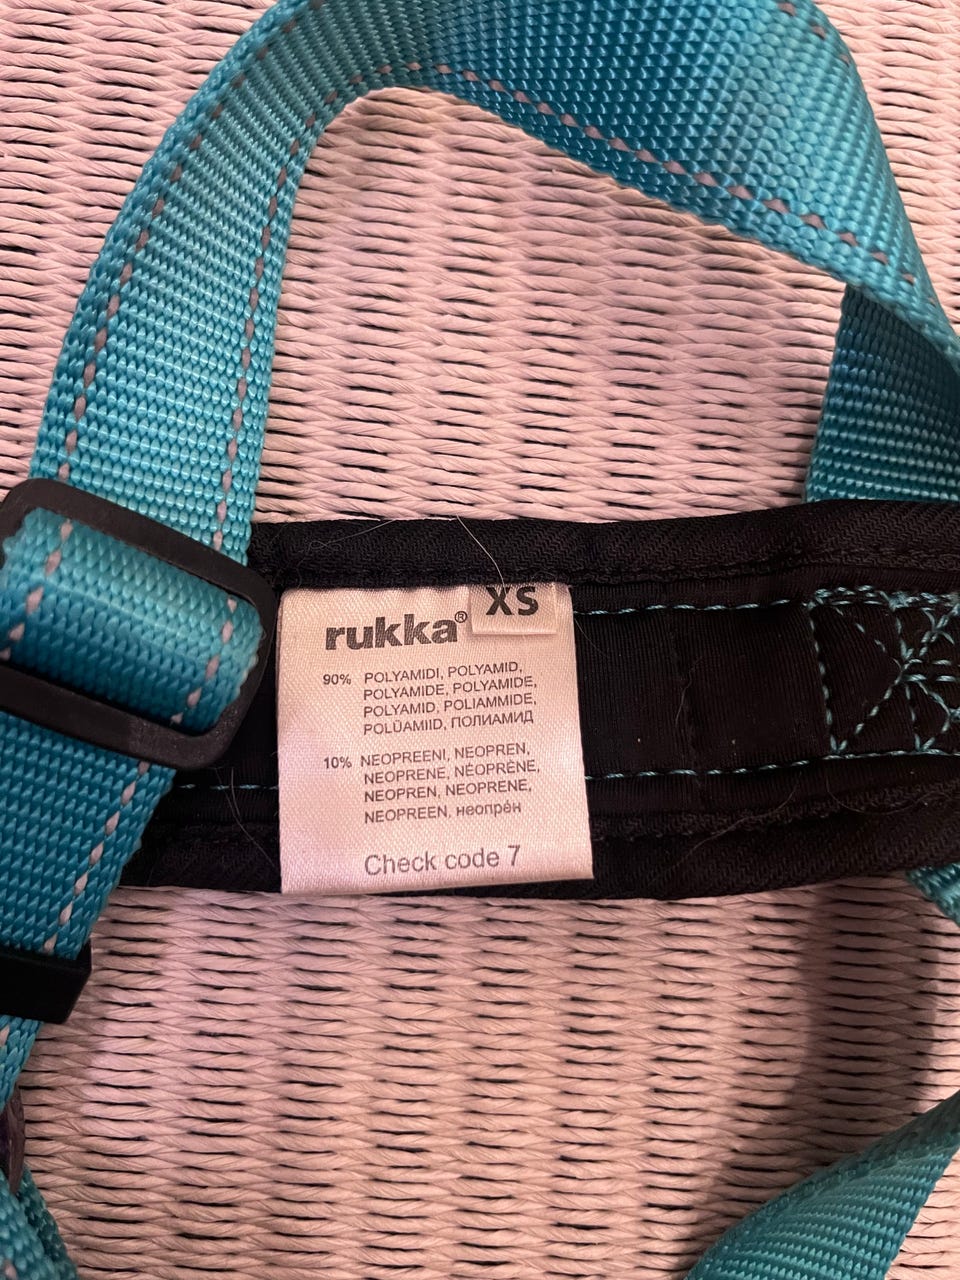 XS
rukka®
90% POLYAMIDI, POLYAMID,
POLYAMIDE, POLYAMIDE,
POLYAMID, POLIAMMIDE,
POLÜAMIID, ПОЛИАМИД
10% NEOPREENI, NEOPREN,
NEOPRENE, NÉOPRÈNE,
NEOPREN, NEOPRENE,
NEOPREEN, неопрéн
Check code 7